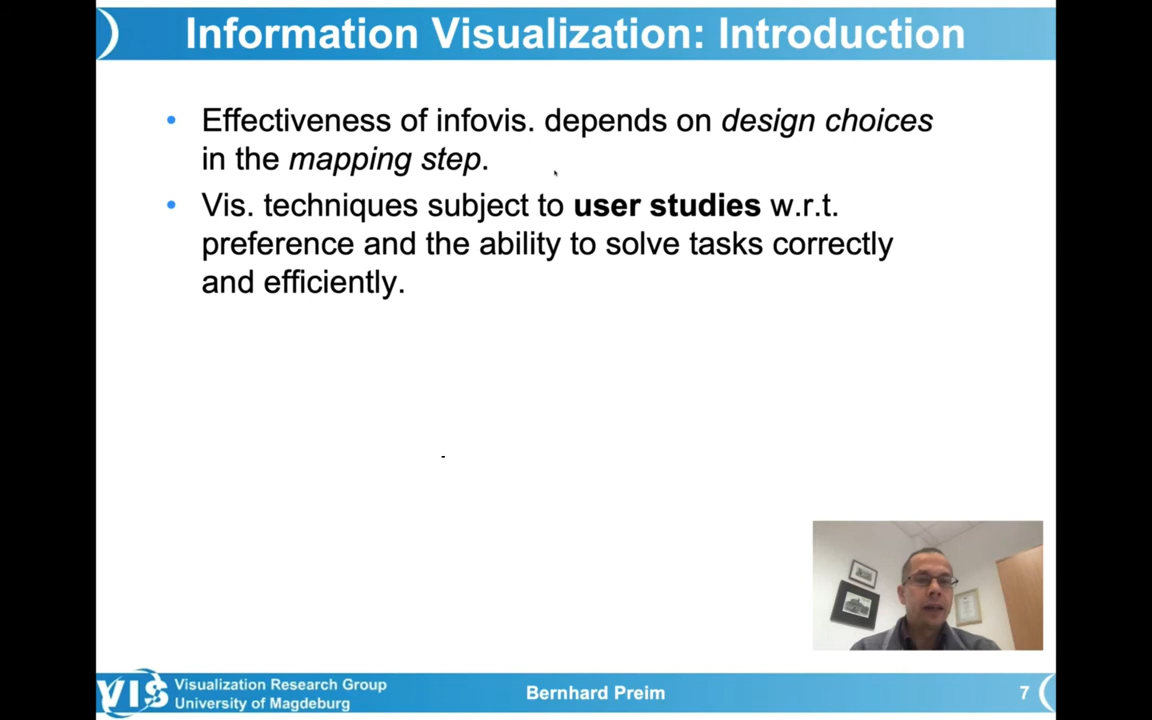 Information Visualization: Introduction
• Effectiveness of infovis. depends on design choices
in the mapping step.
• Vis. techniques subject to user studies w.r.t.
preference and the ability to solve tasks correctly
and efficiently.
-
VIS
Visualization Research Group
University of Magdeburg
Bernhard Preim
7